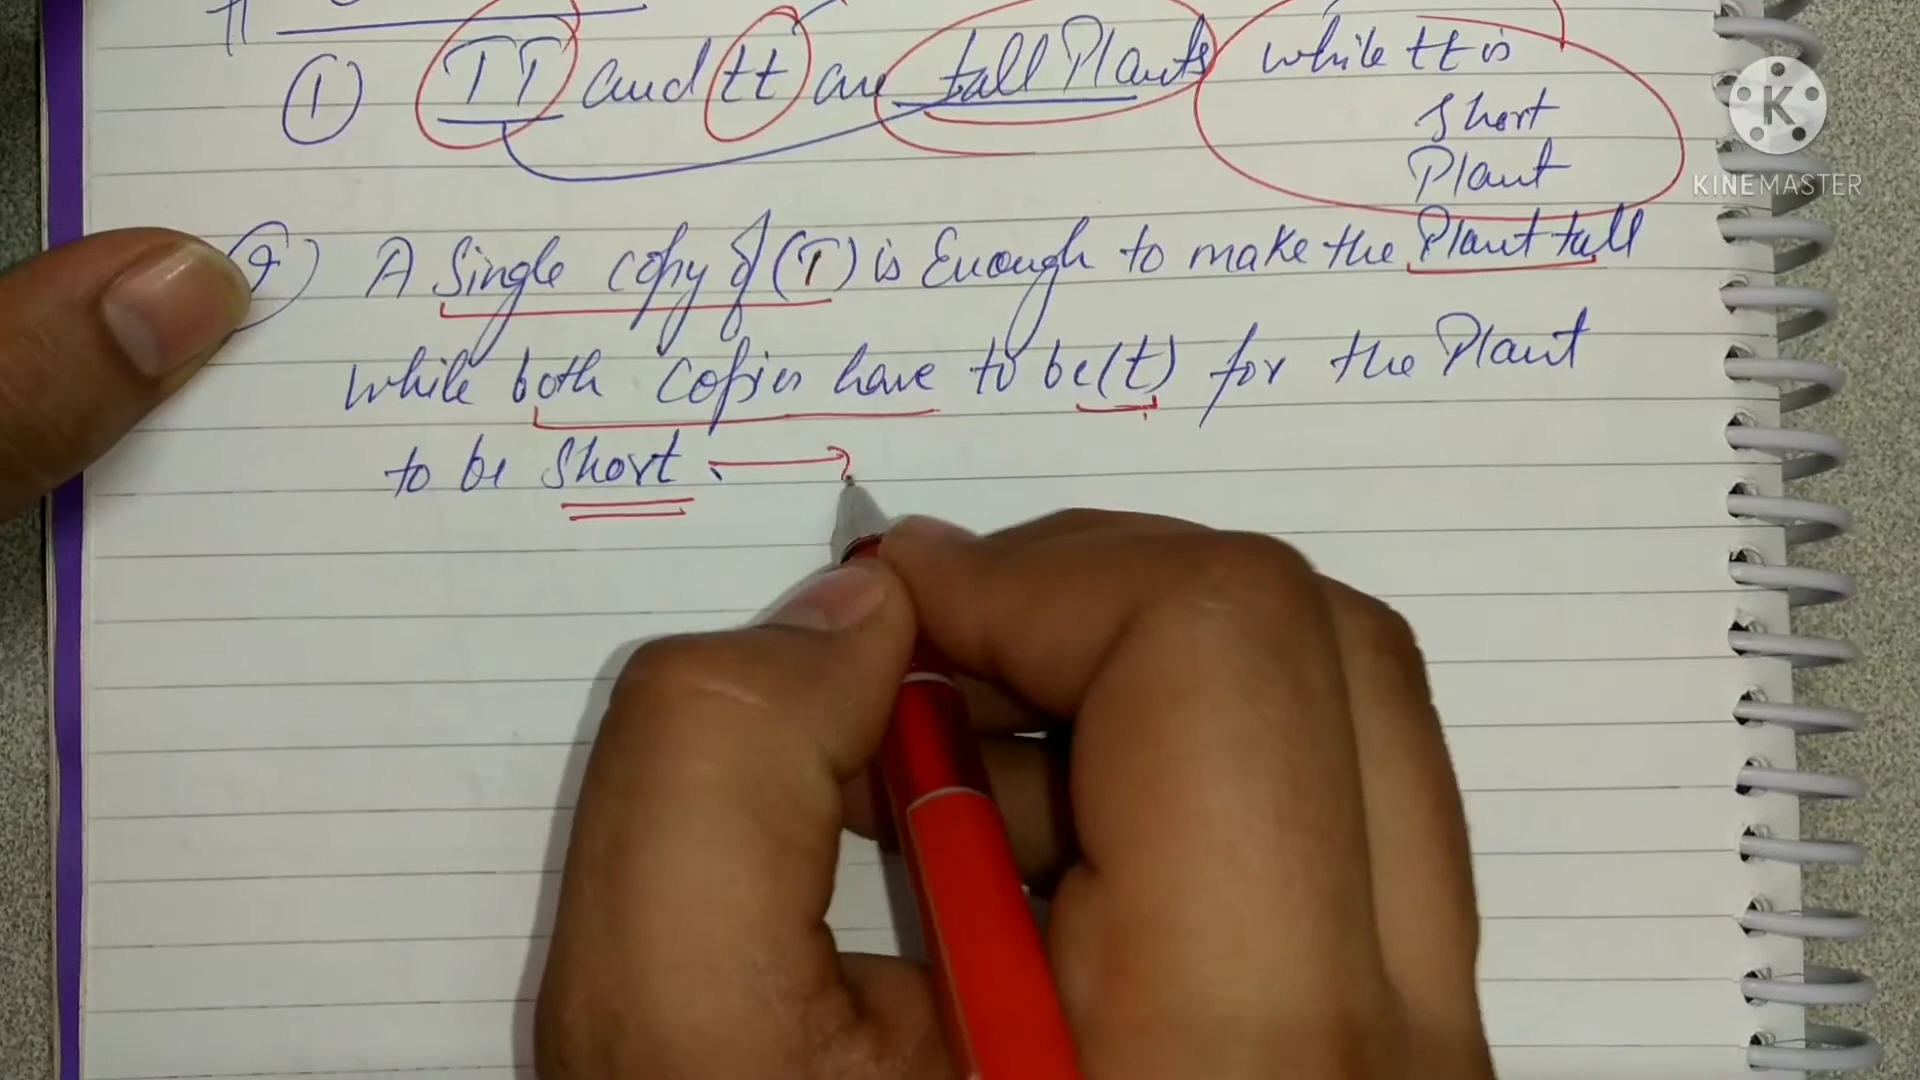 ① TT and tt are tall Plants while tt is
short
Plant
② A Single copy of (T) is Enough to make the Plant tall
while both copies have to be (t) for the Plant
to be short.
K
KINEMASTER